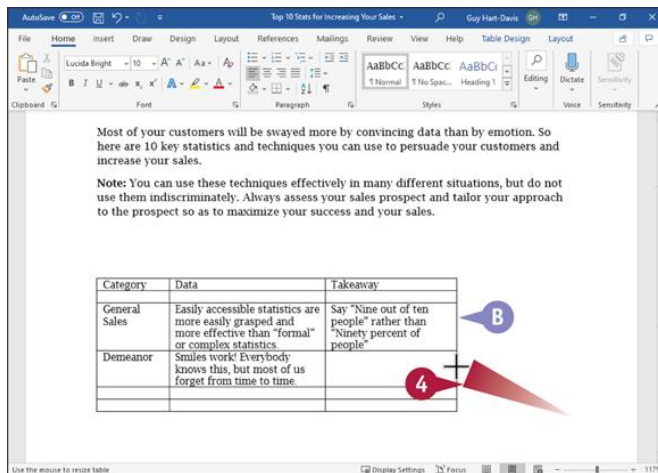 AutoSave Off Top 10 Stats for Increasing Your Sales Guy Hart-Davis GH
File Home Insert Draw Design Layout References Mailings Review View Help Table Design Layout
Lucida Bright 10 A A Aa A
Paste B I U ab x x A A AaBbCc AaBbCc AaBbC Editing Dictate Sensitivity
¶ Normal ¶ No Spac... Heading 1
Clipboard Font Paragraph Styles Voice Sensitivity
Most of your customers will be swayed more by convincing data than by emotion. So
here are 10 key statistics and techniques you can use to persuade your customers and
increase your sales.
Note: You can use these techniques effectively in many different situations, but do not
use them indiscriminately. Always assess your sales prospect and tailor your approach
to the prospect so as to maximize your success and your sales.
Category Data Takeaway
General Easily accessible statistics are Say “Nine out of ten
Sales more easily grasped and people” rather than
more effective than “formal” “Ninety percent of
or complex statistics. people”
B
Demeanor Smiles work! Everybody
knows this, but most of us
forget from time to time.
4
Use the mouse to resize table Display Settings Focus